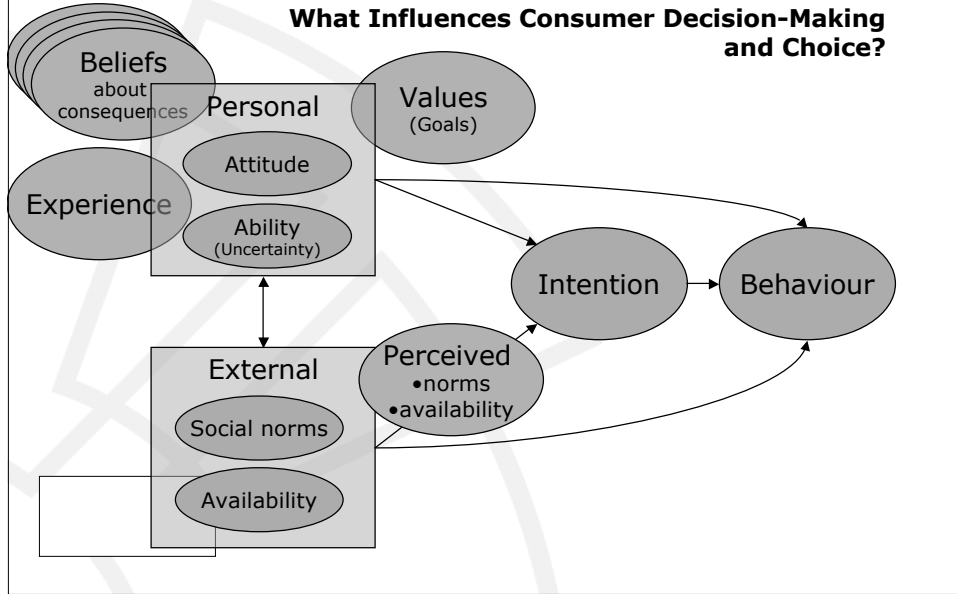 What Influences Consumer Decision-Making
and Choice?
Beliefs
about
consequences
Personal
Values
(Goals)
Attitude
Experience
Ability
(Uncertainty)
Intention
Behaviour
External
Perceived
•norms
•availability
Social norms
Availability